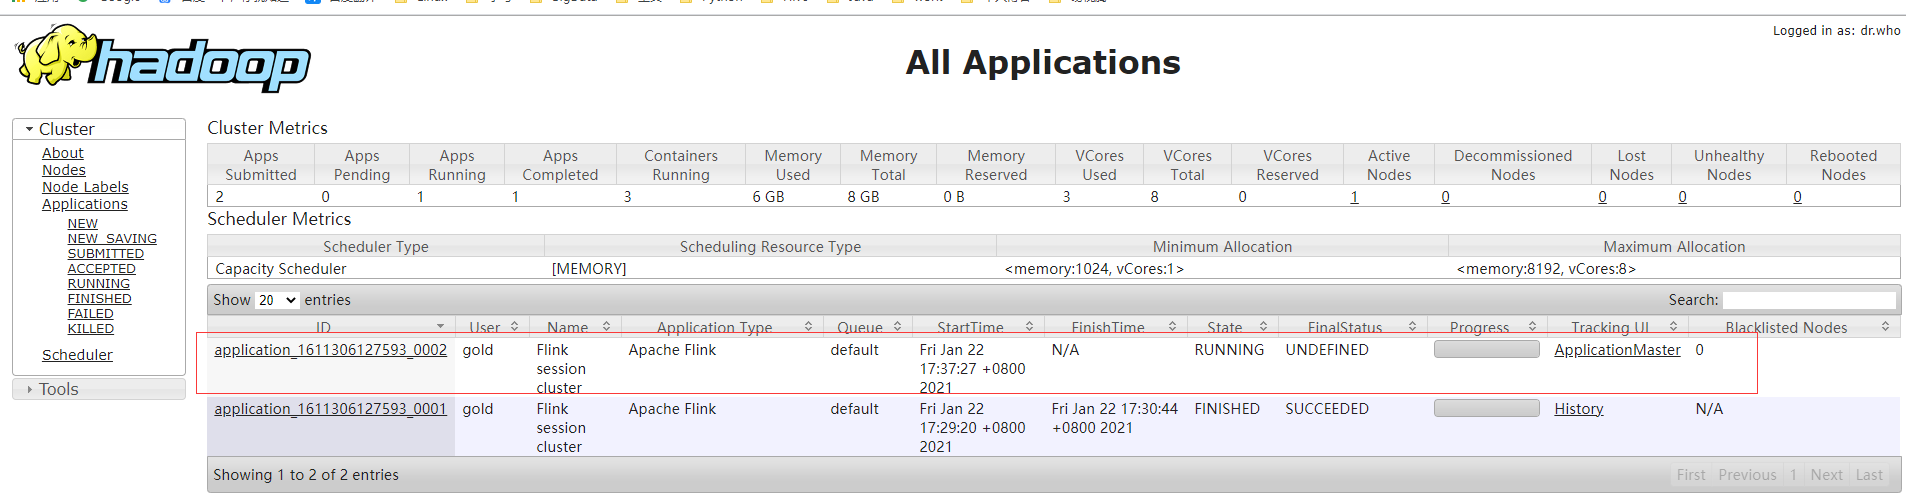 Logged in as: dr.who
hadoop
All Applications
Cluster
About
Nodes
Node Labels
Applications
NEW
NEW_SAVING
SUBMITTED
ACCEPTED
RUNNING
FINISHED
FAILED
KILLED
Scheduler
Tools
Cluster Metrics
Apps Submitted Apps Pending Apps Running Apps Completed Containers Running Memory Used Memory Total Memory Reserved VCores Used VCores Total VCores Reserved Active Nodes Decommissioned Nodes Lost Nodes Unhealthy Nodes Rebooted Nodes
2 0 1 1 3 6 GB 8 GB 0 B 3 8 0 1 0 0 0 0
Scheduler Metrics
Scheduler Type Scheduling Resource Type Minimum Allocation Maximum Allocation
Capacity Scheduler [MEMORY] <memory:1024, vCores:1> <memory:8192, vCores:8>
Show 20 entries Search:
ID User Name Application Type Queue StartTime FinishTime State FinalStatus Progress Tracking UI Blacklisted Nodes
application_1611306127593_0002 gold Flink Apache Flink default Fri Jan 22 N/A RUNNING UNDEFINED ApplicationMaster 0
session 17:37:27 +0800
cluster 2021
application_1611306127593_0001 gold Flink Apache Flink default Fri Jan 22 Fri Jan 22 17:30:44 FINISHED SUCCEEDED History N/A
session 17:29:20 +0800 +0800 2021
cluster 2021
Showing 1 to 2 of 2 entries First Previous 1 Next Last